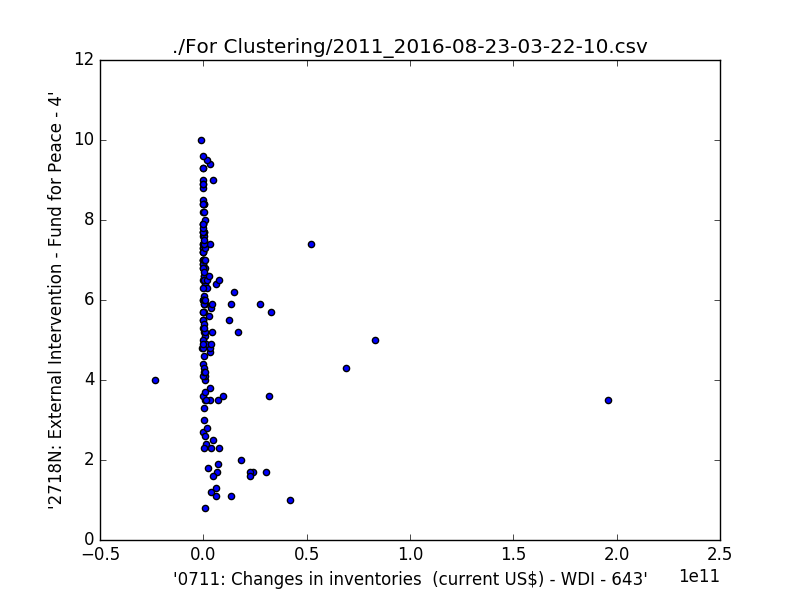 ./For Clustering/2011_2016-08-23-03-22-10.csv
'2718N: External Intervention - Fund for Peace - 4'
12
10
8
6
4
2
0
−0.5 0.0 0.5 1.0 1.5 2.0 2.5
1e11
'0711: Changes in inventories  (current US$) - WDI - 643'